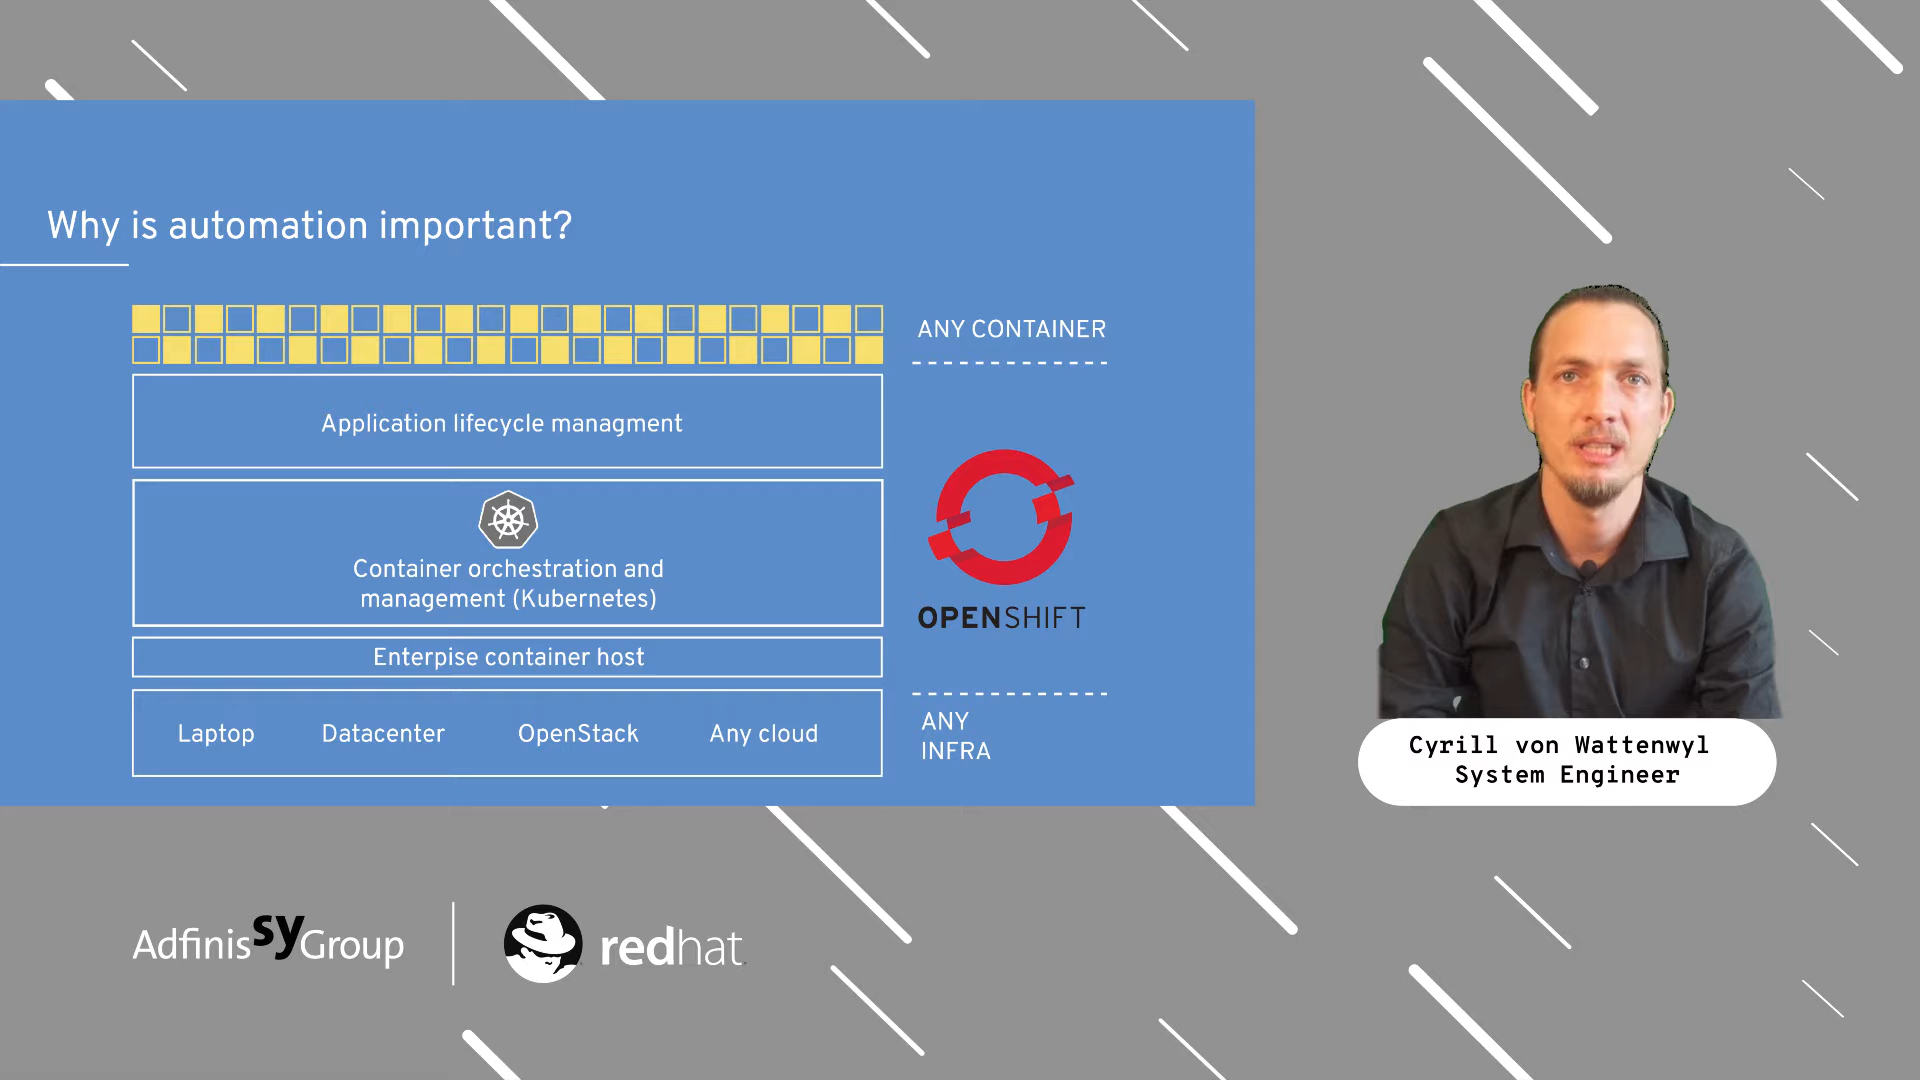 Why is automation important?
ANY CONTAINER
Application lifecycle managment
Container orchestration and
management (Kubernetes)
OPENSHIFT
Enterpise container host
Laptop Datacenter OpenStack Any cloud
ANY
INFRA
Cyrill von Wattenwyl
System Engineer
AdfinissyGroup
redhat.